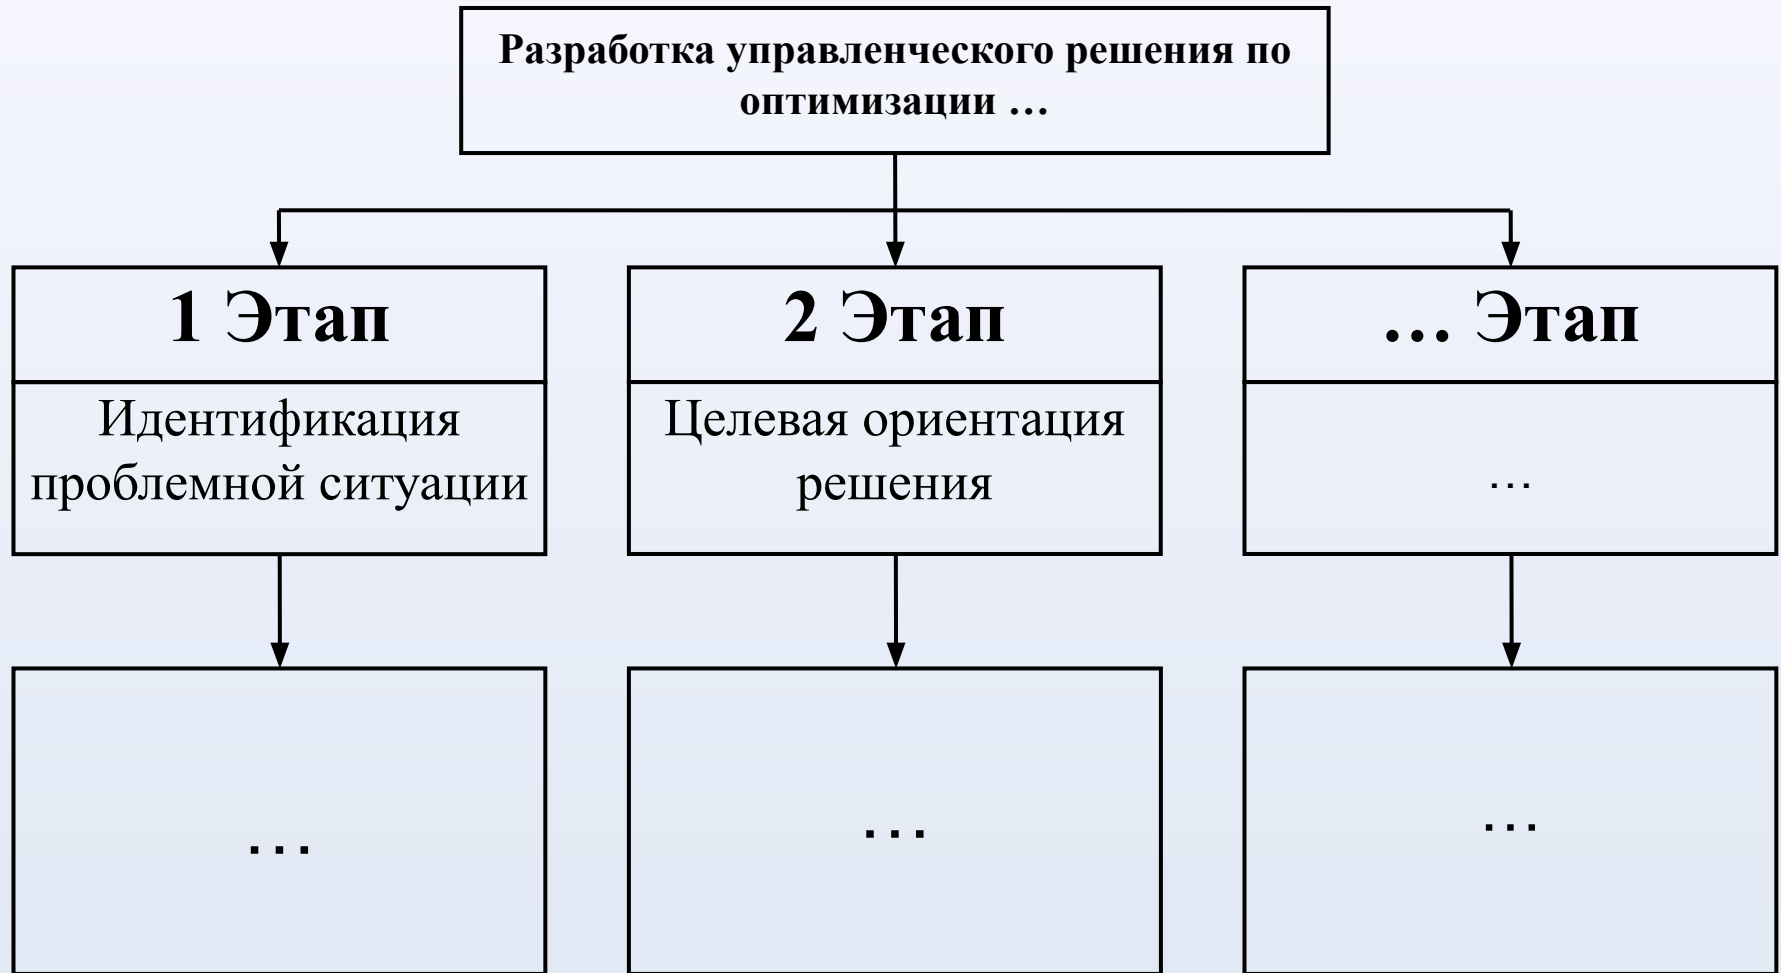 Разработка управленческого решения по
оптимизации …
1 Этап
Идентификация
проблемной ситуации
2 Этап
Целевая ориентация
решения
… Этап
…
…
…
…